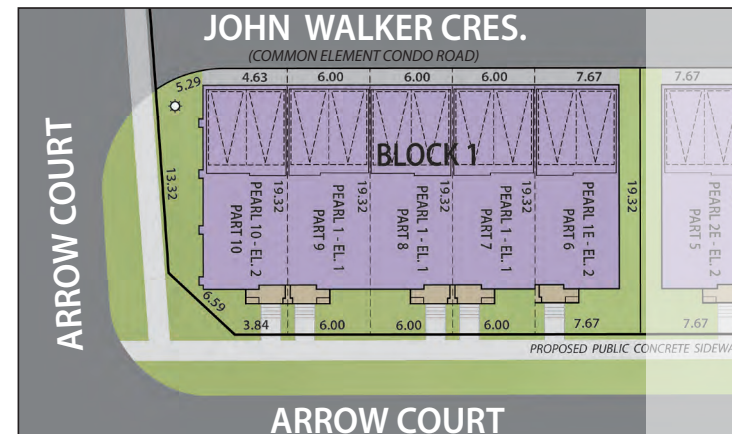 JOHN WALKER CRES.
(COMMON ELEMENT CONDO ROAD)
5.29
4.63 6.00 6.00 6.00 7.67 7.67
BLOCK 1
ARROW COURT
13.32
PEARL 10 - EL. 2
PART 10
19.32
PEARL 1 - EL. 1
PART 9
19.32
PEARL 1 - EL. 1
PART 8
19.32
PEARL 1 - EL. 1
PART 7
19.32
PEARL 1E - EL. 2
PART 6
19.32
PEARL 2E - EL. 2
PART 5
6.59
3.84 6.00 6.00 6.00 7.67 7.67
PROPOSED PUBLIC CONCRETE SIDEWA
ARROW COURT